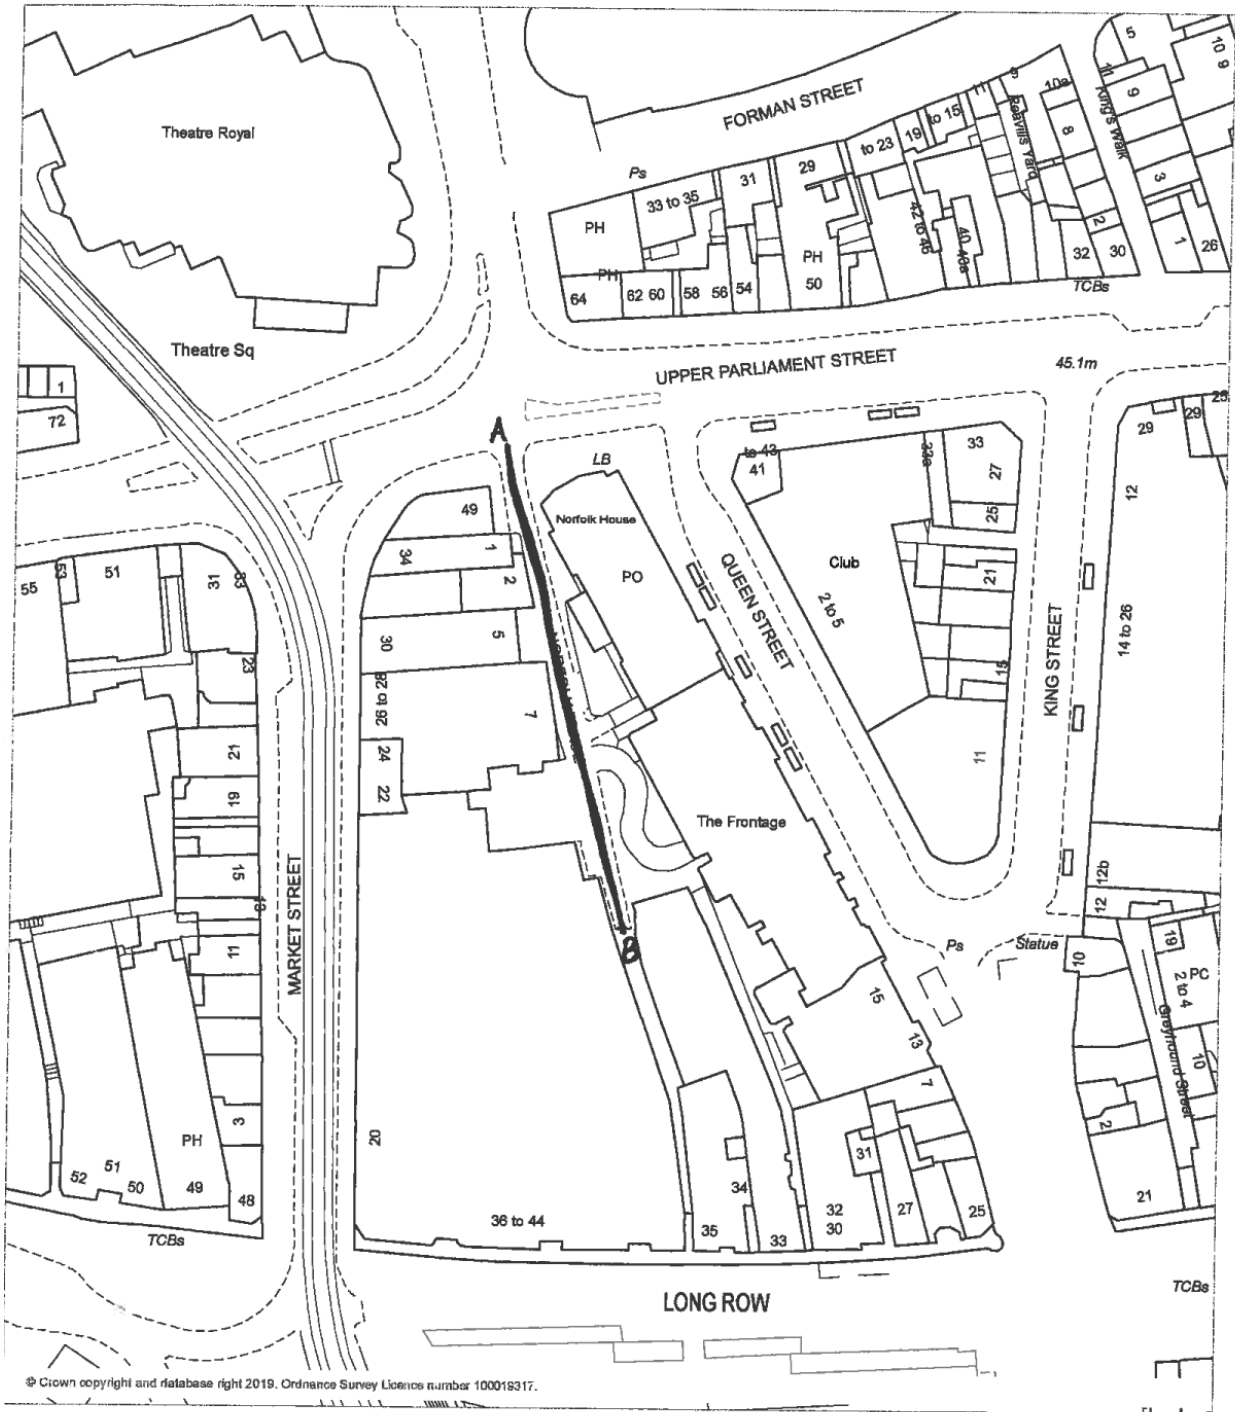 5
10 9
11
9
10a
9
FORMAN STREET
11
to 15
19
to 23
Reavills Yard
8
King's Walk
Theatre Royal
Ps
29
31
33 to 35
3
PH
42 to 46
40 40a
2
1
26
PH
PH
50
32
30
64
62
60
58
56
54
TCBs
Theatre Sq
UPPER PARLIAMENT STREET
45.1m
1
72
A
29
29
LB
to 43
41
33a
33
27
12
49
Norfolk House
25
34
1
PO
Club
55
53
51
31
2
QUEEN STREET
21
2 to 5
5
30
KING STREET
14 to 26
23
15
7
21
24
11
19
22
The Frontage
15
MARKET STREET
12b
12
11
B
Ps
Statue
10
19
PC
2 to 4
15
Greyhound Street
13
10
7
3
2
20
PH
31
52
51
50
49
48
34
21
36 to 44
35
33
32
30
27
25
TCBs
LONG ROW
TCBs
© Crown copyright and database right 2019. Ordnance Survey Licence number 100019317.